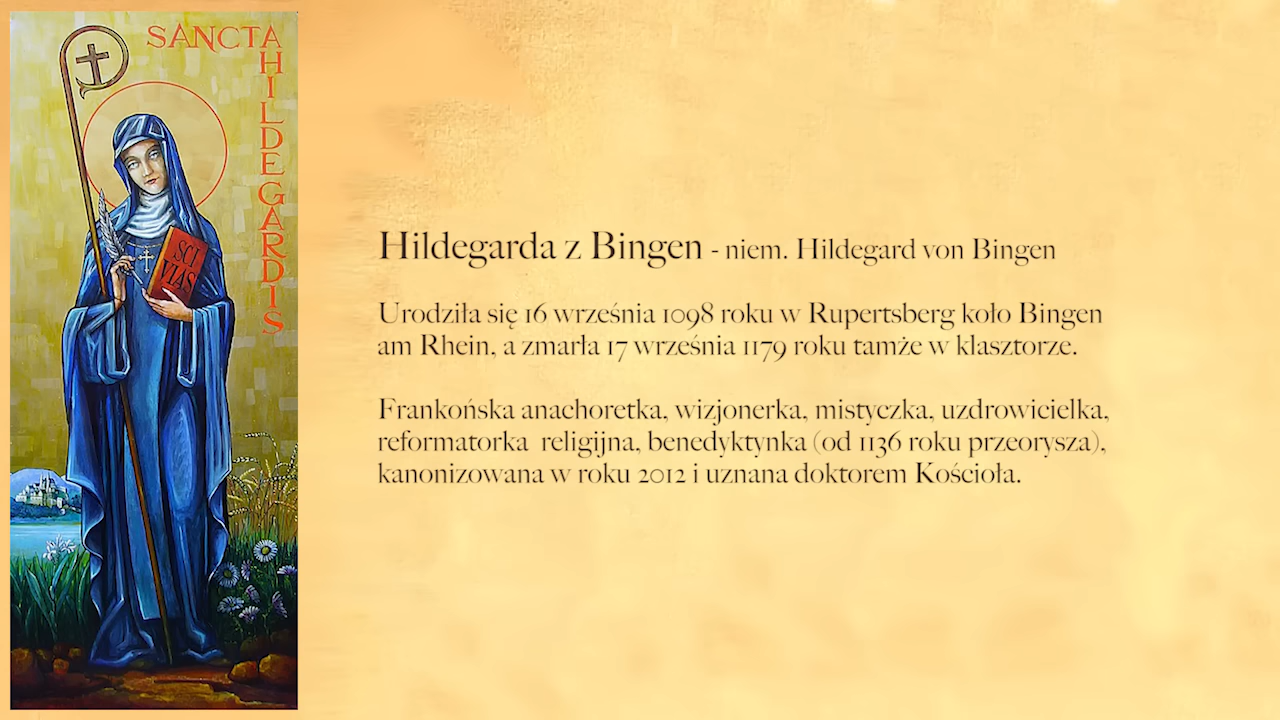 SANCTA
HILDEGARDIS
SCI
VIAS
Hildegarda z Bingen - niem. Hildegard von Bingen
Urodziła się 16 września 1098 roku w Rupertsberg koło Bingen
am Rhein, a zmarła 17 września 1179 roku tamże w klasztorze.
Frankońska anachoretka, wizjonerka, mistyczka, uzdrowicielka,
reformatorka religijna, benedyktynka (od 1136 roku przeorysza),
kanonizowana w roku 2012 i uznana doktorem Kościoła.